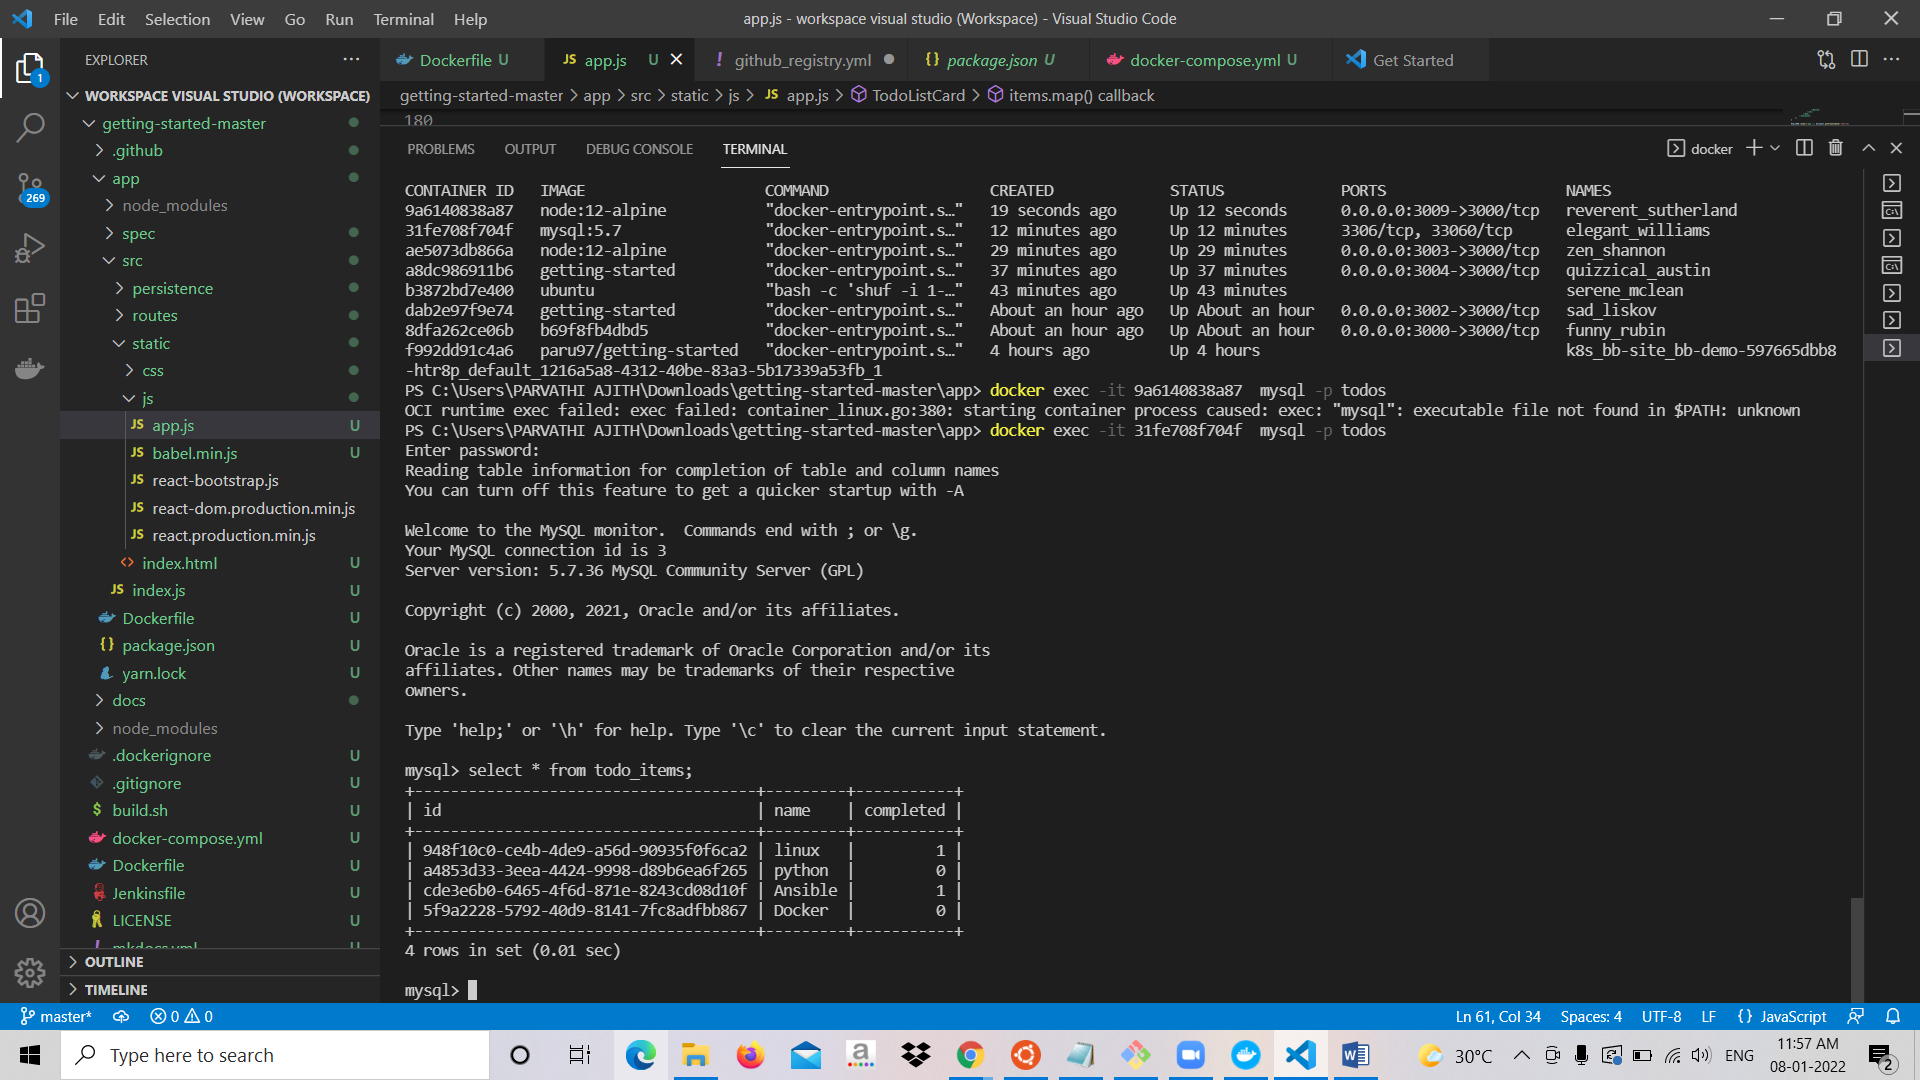 File Edit Selection View Go Run Terminal Help
app.js - workspace visual studio (Workspace) - Visual Studio Code
EXPLORER
Dockerfile U
JS app.js U
! github_registry.yml
{} package.json U
docker-compose.yml U
Get Started
1
269
WORKSPACE VISUAL STUDIO (WORKSPACE)
getting-started-master
.github
app
node_modules
spec
src
persistence
routes
static
css
js
JS app.js U
JS babel.min.js U
JS react-bootstrap.js
JS react-dom.production.min.js
JS react.production.min.js
<> index.html U
JS index.js U
Dockerfile U
{} package.json U
yarn.lock U
docs
node_modules
.dockerignore U
.gitignore U
$ build.sh U
docker-compose.yml U
Dockerfile U
Jenkinsfile U
LICENSE U
! mkdocs.yml U
OUTLINE
TIMELINE
getting-started-master > app > src > static > js > JS app.js > TodoListCard > items.map() callback
180
PROBLEMS OUTPUT DEBUG CONSOLE TERMINAL
docker
CONTAINER ID IMAGE COMMAND CREATED STATUS PORTS NAMES
9a6140838a87 node:12-alpine "docker-entrypoint.s…" 19 seconds ago Up 12 seconds 0.0.0.0:3009->3000/tcp reverent_sutherland
31fe708f704f mysql:5.7 "docker-entrypoint.s…" 12 minutes ago Up 12 minutes 3306/tcp, 33060/tcp elegant_williams
ae5073db866a node:12-alpine "docker-entrypoint.s…" 29 minutes ago Up 29 minutes 0.0.0.0:3003->3000/tcp zen_shannon
a8dc986911b6 getting-started "docker-entrypoint.s…" 37 minutes ago Up 37 minutes 0.0.0.0:3004->3000/tcp quizzical_austin
b3872bd7e400 ubuntu "bash -c 'shuf -i 1-…" 43 minutes ago Up 43 minutes serene_mclean
dab2e97f9e74 getting-started "docker-entrypoint.s…" About an hour ago Up About an hour 0.0.0.0:3002->3000/tcp sad_liskov
8dfa262ce06b b69f8fb4dbd5 "docker-entrypoint.s…" About an hour ago Up About an hour 0.0.0.0:3000->3000/tcp funny_rubin
f992dd91c4a6 paru97/getting-started "docker-entrypoint.s…" 4 hours ago Up 4 hours k8s_bb-site_bb-demo-597665dbb8
-htr8p_default_1216a5a8-4312-40be-83a3-5b17339a53fb_1
PS C:\Users\PARVATHI AJITH\Downloads\getting-started-master\app> docker exec -it 9a6140838a87 mysql -p todos
OCI runtime exec failed: exec failed: container_linux.go:380: starting container process caused: exec: "mysql": executable file not found in $PATH: unknown
PS C:\Users\PARVATHI AJITH\Downloads\getting-started-master\app> docker exec -it 31fe708f704f mysql -p todos
Enter password:
Reading table information for completion of table and column names
You can turn off this feature to get a quicker startup with -A
Welcome to the MySQL monitor. Commands end with ; or \g.
Your MySQL connection id is 3
Server version: 5.7.36 MySQL Community Server (GPL)
Copyright (c) 2000, 2021, Oracle and/or its affiliates.
Oracle is a registered trademark of Oracle Corporation and/or its
affiliates. Other names may be trademarks of their respective
owners.
Type 'help;' or '\h' for help. Type '\c' to clear the current input statement.
mysql> select * from todo_items;
+--------------------------------------+---------+-----------+
| id | name | completed |
+--------------------------------------+---------+-----------+
| 948f10c0-ce4b-4de9-a56d-90935f0f6ca2 | linux | 1 |
| a4853d33-3eea-4424-9998-d89b6ea6f265 | python | 0 |
| cde3e6b0-6465-4f6d-871e-8243cd08d10f | Ansible | 1 |
| 5f9a2228-5792-40d9-8141-7fc8adfbb867 | Docker | 0 |
+--------------------------------------+---------+-----------+
4 rows in set (0.01 sec)
mysql>
master* 0 0
Ln 61, Col 34 Spaces: 4 UTF-8 LF {} JavaScript
Type here to search
30°C ENG
11:57 AM
08-01-2022
2